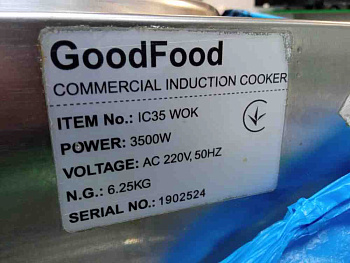 GoodFood
COMMERCIAL INDUCTION COOKER
ITEM No.: IC35 WOK
POWER: 3500W
VOLTAGE: AC 220V, 50HZ
N.G.: 6.25KG
SERIAL NO.: 1902524